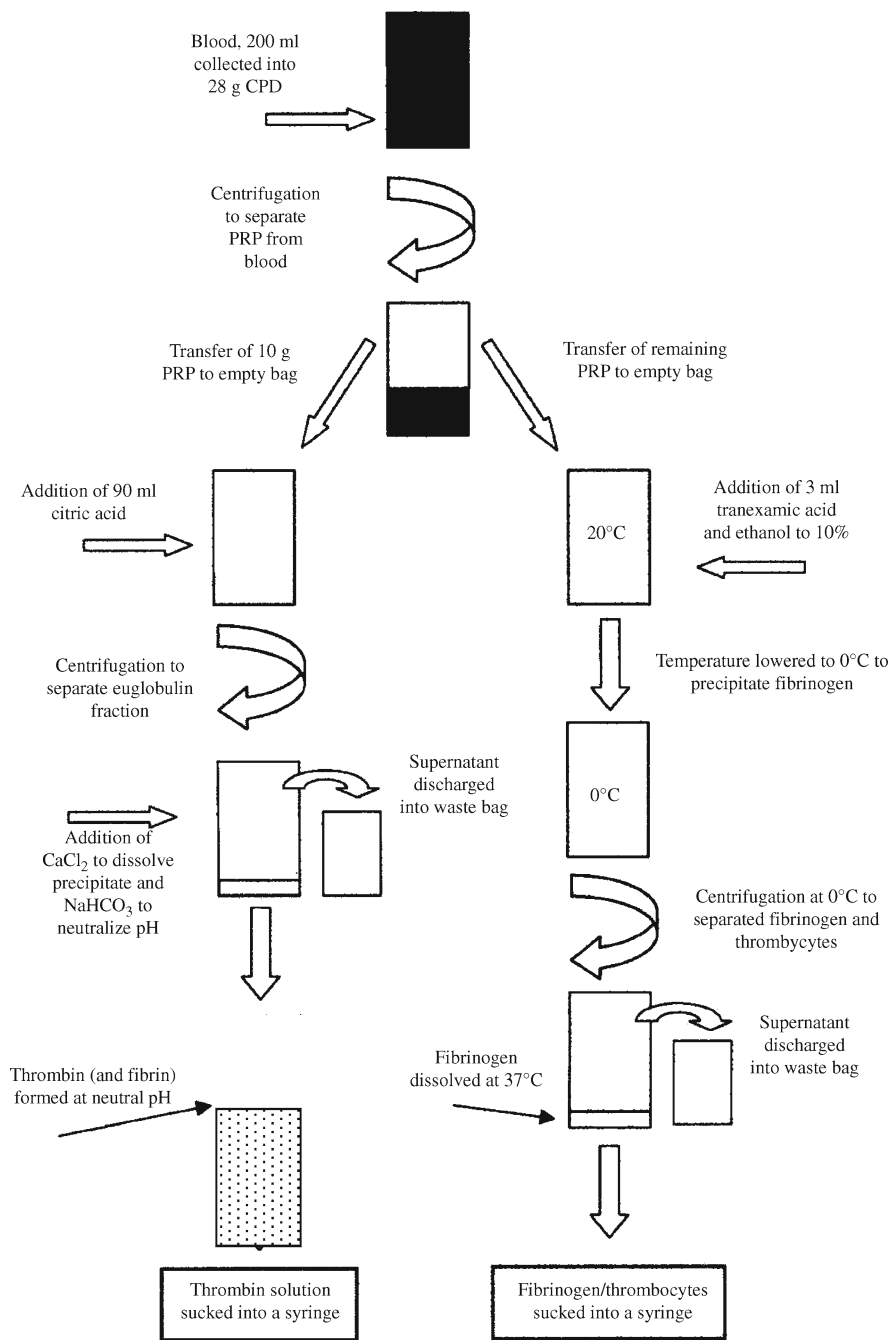 Blood, 200 ml
collected into
28 g CPD
Centrifugation
to separate
PRP from
blood
Transfer of 10 g
PRP to empty bag
Transfer of remaining
PRP to empty bag
Addition of 90 ml
citric acid
20°C
Addition of 3 ml
tranexamic acid
and ethanol to 10%
Centrifugation to
separate euglobulin
fraction
Temperature lowered to 0°C to
precipitate fibrinogen
Supernatant
discharged
into waste bag
0°C
Addition of
CaCl₂ to dissolve
precipitate and
NaHCO₃ to
neutralize pH
Centrifugation at 0°C to
separated fibrinogen and
thrombycytes
Supernatant
discharged
into waste bag
Fibrinogen
dissolved at 37°C
Thrombin (and fibrin)
formed at neutral pH
Thrombin solution
sucked into a syringe
Fibrinogen/thrombocytes
sucked into a syringe